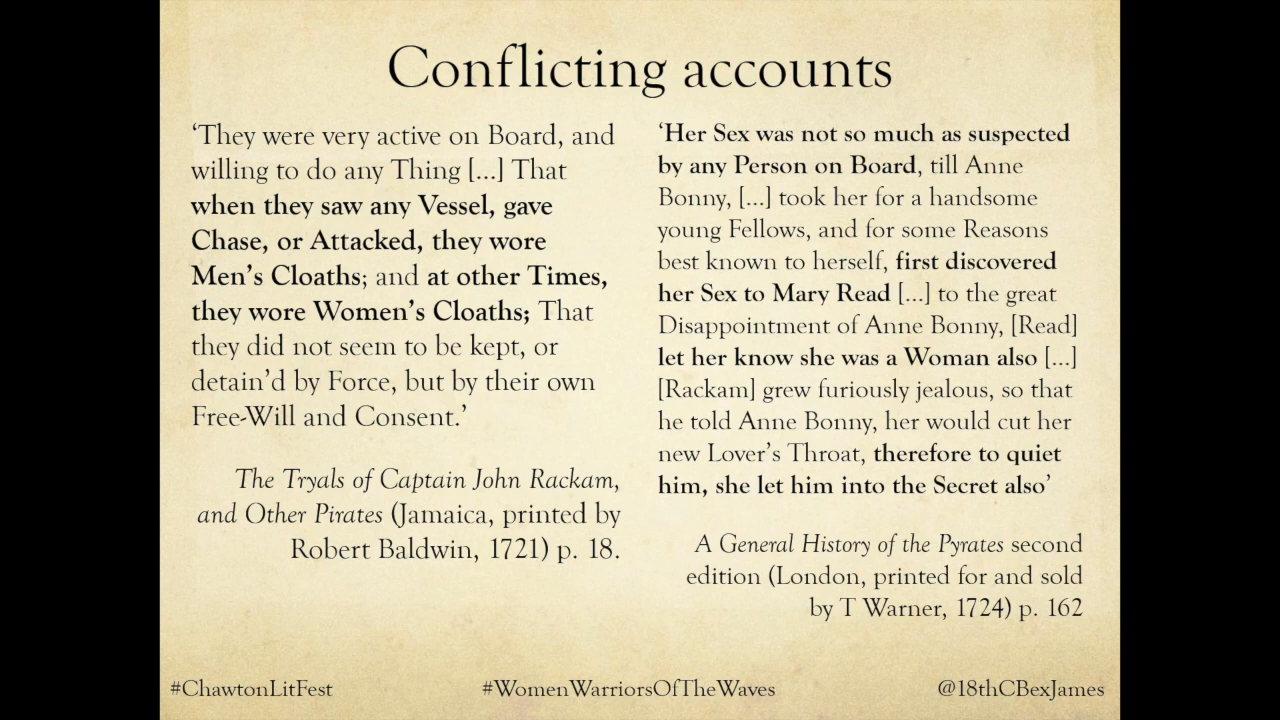 Conflicting accounts
‘They were very active on Board, and
willing to do any Thing [...] That
when they saw any Vessel, gave
Chase, or Attacked, they wore
Men’s Cloaths; and at other Times,
they wore Women’s Cloaths; That
they did not seem to be kept, or
detain’d by Force, but by their own
Free-Will and Consent.’
The Tryals of Captain John Rackam,
and Other Pirates (Jamaica, printed by
Robert Baldwin, 1721) p. 18.
‘Her Sex was not so much as suspected
by any Person on Board, till Anne
Bonny, [...] took her for a handsome
young Fellows, and for some Reasons
best known to herself, first discovered
her Sex to Mary Read [...] to the great
Disappointment of Anne Bonny, [Read]
let her know she was a Woman also [...]
[Rackam] grew furiously jealous, so that
he told Anne Bonny, her would cut her
new Lover’s Throat, therefore to quiet
him, she let him into the Secret also’
A General History of the Pyrates second
edition (London, printed for and sold
by T Warner, 1724) p. 162
#ChawtonLitFest
#WomenWarriorsOfTheWaves
@18thCBexJames